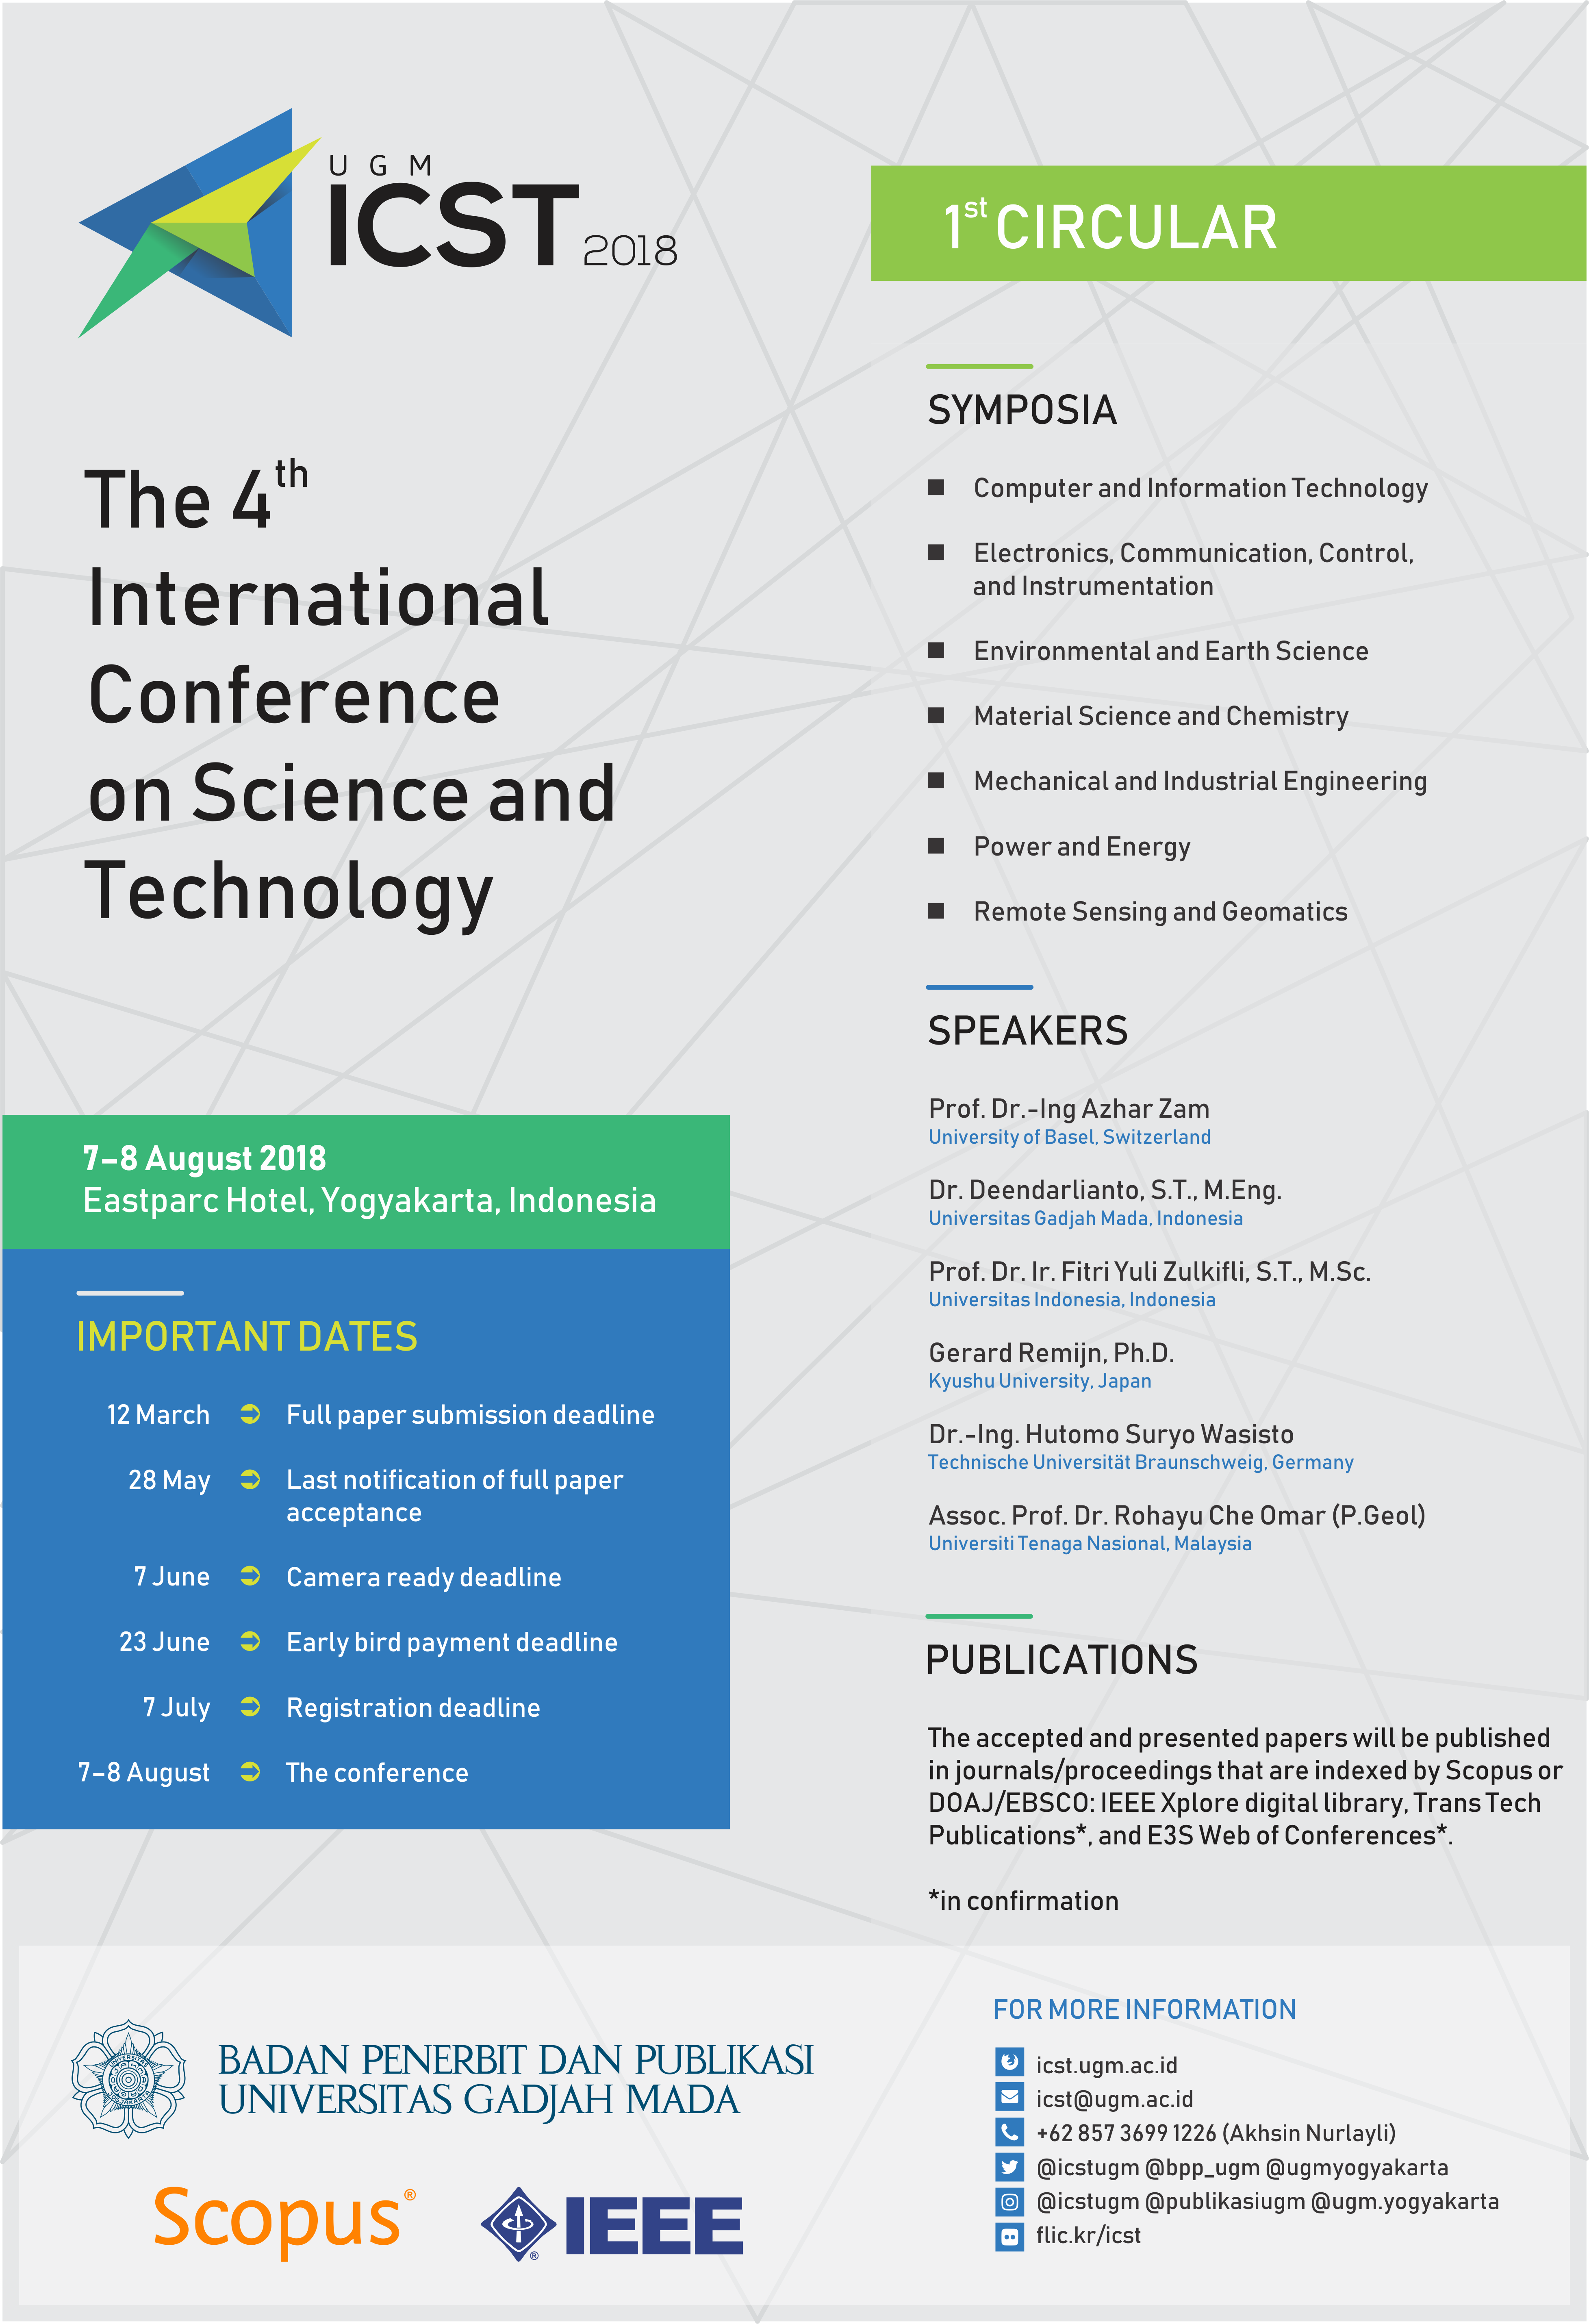 UGM
ICST 2018
1st CIRCULAR
The 4th
International
Conference
on Science and
Technology
7–8 August 2018
Eastparc Hotel, Yogyakarta, Indonesia
IMPORTANT DATES
12 March Full paper submission deadline
28 May Last notification of full paper
acceptance
7 June Camera ready deadline
23 June Early bird payment deadline
7 July Registration deadline
7–8 August The conference
SYMPOSIA
Computer and Information Technology
Electronics, Communication, Control,
and Instrumentation
Environmental and Earth Science
Material Science and Chemistry
Mechanical and Industrial Engineering
Power and Energy
Remote Sensing and Geomatics
SPEAKERS
Prof. Dr.-Ing Azhar Zam
University of Basel, Switzerland
Dr. Deendarlianto, S.T., M.Eng.
Universitas Gadjah Mada, Indonesia
Prof. Dr. Ir. Fitri Yuli Zulkifli, S.T., M.Sc.
Universitas Indonesia, Indonesia
Gerard Remijn, Ph.D.
Kyushu University, Japan
Dr.-Ing. Hutomo Suryo Wasisto
Technische Universität Braunschweig, Germany
Assoc. Prof. Dr. Rohayu Che Omar (P.Geol)
Universiti Tenaga Nasional, Malaysia
PUBLICATIONS
The accepted and presented papers will be published
in journals/proceedings that are indexed by Scopus or
DOAJ/EBSCO: IEEE Xplore digital library, Trans Tech
Publications*, and E3S Web of Conferences*.
*in confirmation
BADAN PENERBIT DAN PUBLIKASI
UNIVERSITAS GADJAH MADA
Scopus®
IEEE®
FOR MORE INFORMATION
icst.ugm.ac.id
icst@ugm.ac.id
+62 857 3699 1226 (Akhsin Nurlayli)
@icstugm @bpp_ugm @ugmyogyakarta
@icstugm @publikasiugm @ugm.yogyakarta
flic.kr/icst